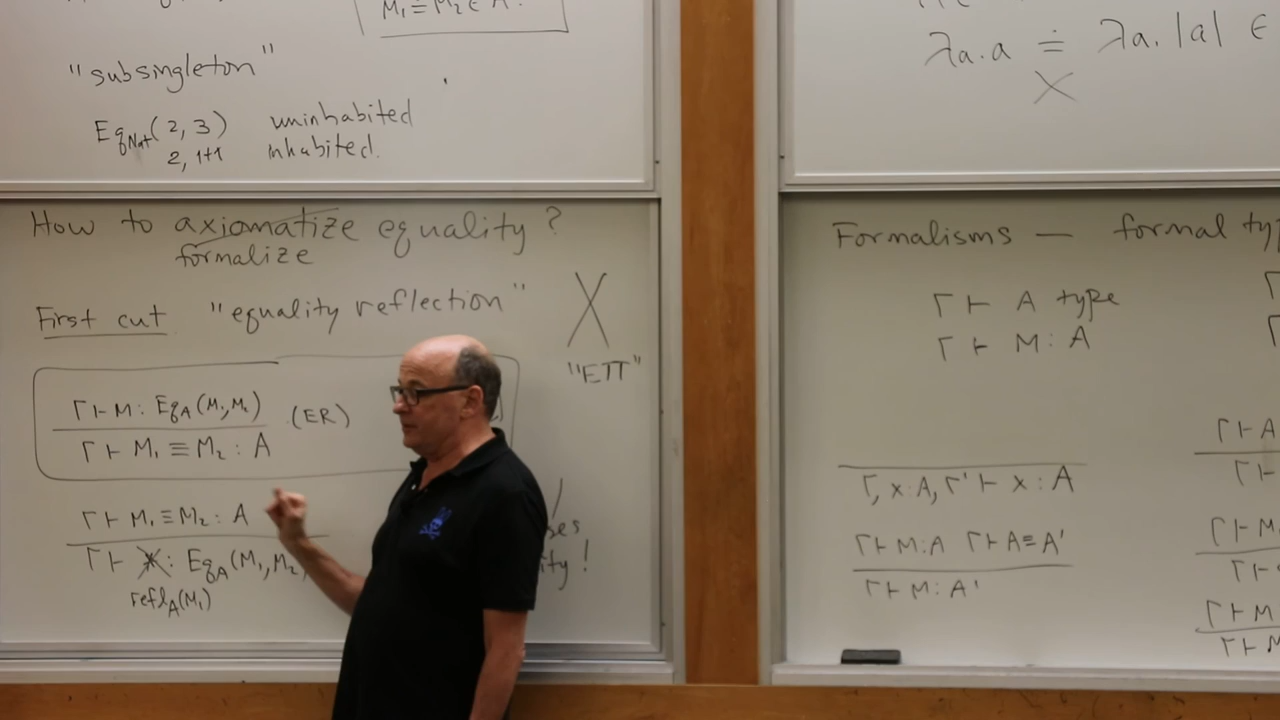 M₁ ≡ M₂ ∈ A.
"subsingleton"
Eq_Nat(2, 3) uninhabited
2, 1+1 inhabited.
How to axiomatize equality?
formalize
First cut "equality reflection"
"ETT"
Γ ⊢ M : Eq_A(M₁, M₂) (ER)
Γ ⊢ M₁ ≡ M₂ : A
Γ ⊢ M₁ ≡ M₂ : A
Γ ⊢ : Eq_A(M₁, M₂
refl_A(M₁)
λa.a ≐ λa.|a| ∈
X
Formalisms — formal
Γ ⊢ A type
Γ ⊢ M : A
Γ, x:A, Γ' ⊢ x : A
Γ ⊢ M:A Γ ⊢ A ≡ A'
Γ ⊢ M : A'
Γ ⊢ A
Γ ⊢
Γ ⊢ M
Γ ⊢
Γ ⊢ M
Γ ⊢ M